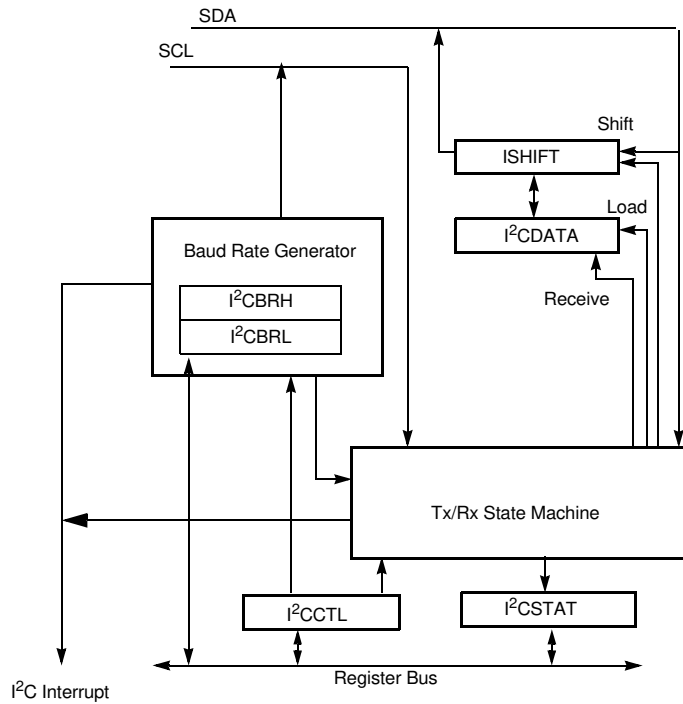 SDA
SCL
Shift
ISHIFT
Load
I²CDATA
Baud Rate Generator
Receive
I²CBRH
I²CBRL
Tx/Rx State Machine
I²CCTL
I²CSTAT
Register Bus
I²C Interrupt